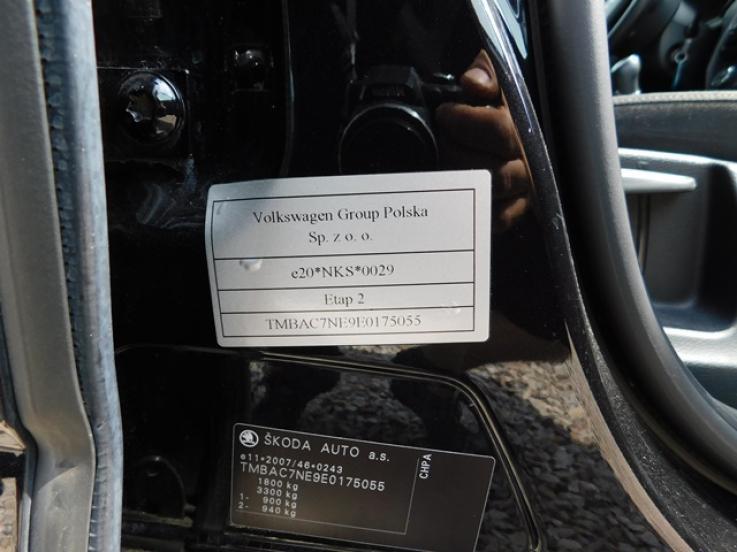 Volkswagen Group Polska
Sp. z o. o.
e20*NKS*0029
Etap 2
TMBAC7NE9E0175055
ŠKODA AUTO a.s.
e11*2007/46*0243
TMBAC7NE9E0175055
1800 kg
3300 kg
1- 900 kg
2- 940 kg
CHPA